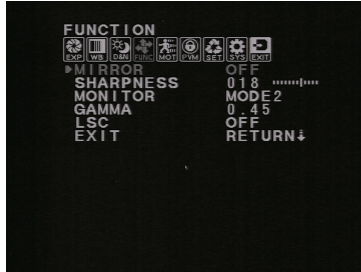 FUNCTION
EXP WB D&N FUNC MOT PVM SET SYS EXIT
MIRROR OFF
SHARPNESS 018
MONITOR MODE2
GAMMA 0.45
LSC OFF
EXIT RETURN